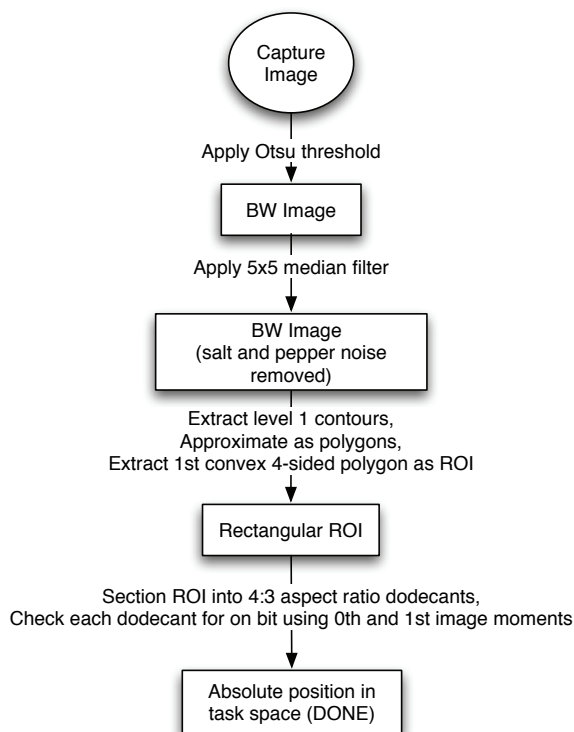 Capture
Image
Apply Otsu threshold
BW Image
Apply 5x5 median filter
BW Image
(salt and pepper noise
removed)
Extract level 1 contours,
Approximate as polygons,
Extract 1st convex 4-sided polygon as ROI
Rectangular ROI
Section ROI into 4:3 aspect ratio dodecants,
Check each dodecant for on bit using 0th and 1st image moments
Absolute position in
task space (DONE)